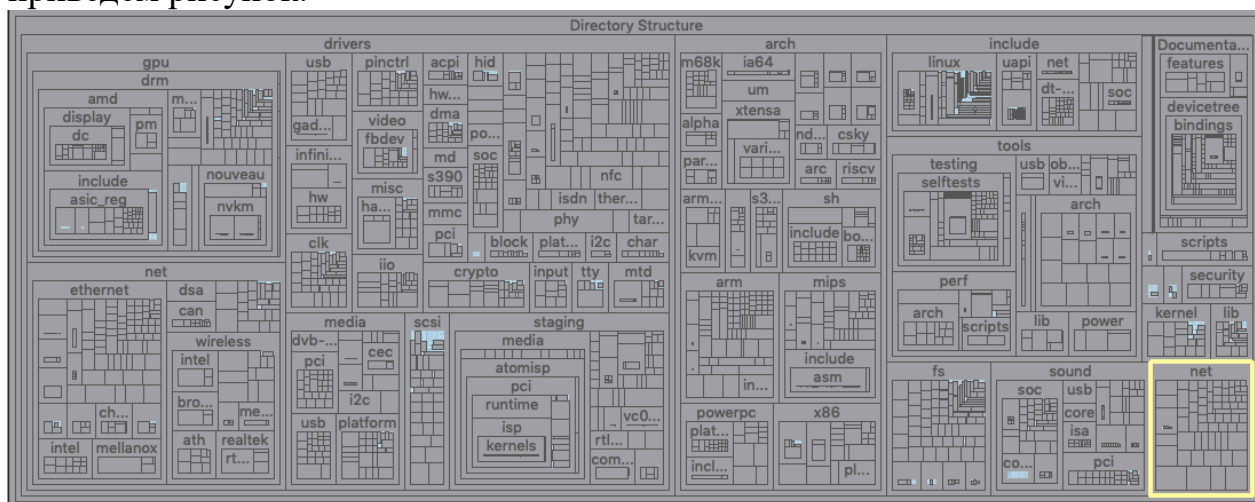 приведем рисунок.
Directory Structure
drivers
gpu
drm
amd
display
dc
pm
include
asic_reg
m...
nouveau
nvkm
net
ethernet
ch...
intel
mellanox
dsa
can
wireless
intel
bro...
me...
ath
realtek
rt...
usb
gad...
infini...
hw
clk
pinctrl
video
fbdev
misc
ha...
iio
acpi
hw...
dma
md
s390
mmc
pci
hid
po...
soc
nfc
isdn
ther...
phy
tar...
block
plat...
i2c
char
crypto
input
tty
mtd
media
dvb-...
pci
cec
i2c
usb
platform
scsi
staging
media
atomisp
pci
runtime
isp
kernels
vc0...
rtl...
com...
arch
m68k
ia64
um
xtensa
vari...
alpha
par...
nd...
csky
arc
riscv
arm...
kvm
s3...
sh
include
bo...
arm
in...
mips
include
asm
powerpc
plat...
incl...
x86
pl...
include
linux
uapi
net
dt-...
soc
tools
testing
selftests
usb
ob...
vi...
arch
perf
arch
scripts
lib
power
fs
sound
soc
co...
usb
core
isa
pci
Documenta...
features
devicetree
bindings
scripts
security
kernel
lib
net